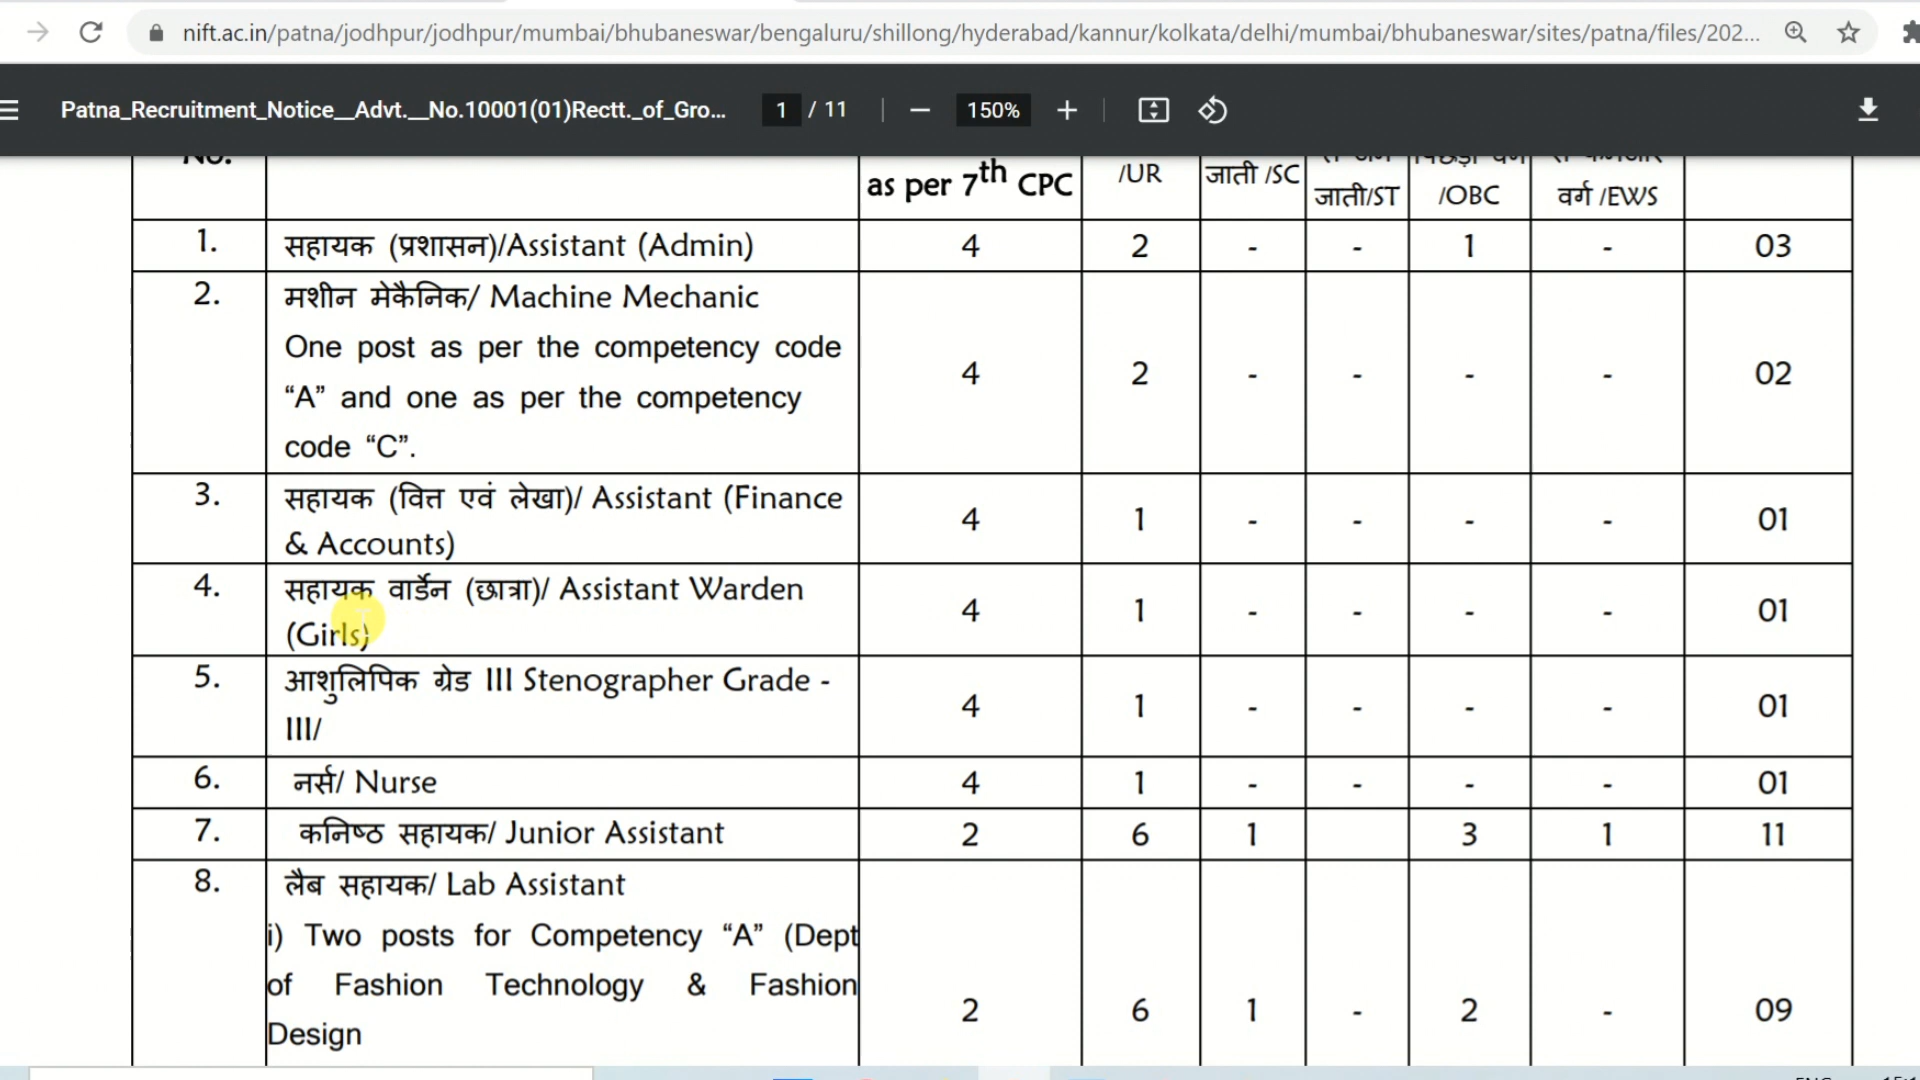 nift.ac.in/patna/jodhpur/jodhpur/mumbai/bhubaneswar/bengaluru/shillong/hyderabad/kannur/kolkata/delhi/mumbai/bhubaneswar/sites/patna/files/202...
Patna_Recruitment_Notice__Advt.__No.10001(01)Rectt._of_Gro... 1 / 11 150%
No. as per 7th CPC /UR जाती /SC जाती/ST /OBC वर्ग /EWS
1. सहायक (प्रशासन)/Assistant (Admin) 4 2 - - 1 - 03
2. मशीन मेकैनिक/ Machine Mechanic
One post as per the competency code
“A” and one as per the competency
code “C”.
4 2 - - - - 02
3. सहायक (वित्त एवं लेखा)/ Assistant (Finance
& Accounts)
4 1 - - - - 01
4. सहायक वार्डेन (छात्रा)/ Assistant Warden
(Girls)
4 1 - - - - 01
5. आशुलिपिक ग्रेड III Stenographer Grade -
III/
4 1 - - - - 01
6. नर्स/ Nurse 4 1 - - - - 01
7. कनिष्ठ सहायक/ Junior Assistant 2 6 1 3 1 11
8. लैब सहायक/ Lab Assistant
i) Two posts for Competency “A” (Dept
of Fashion Technology & Fashion
Design
2 6 1 - 2 - 09